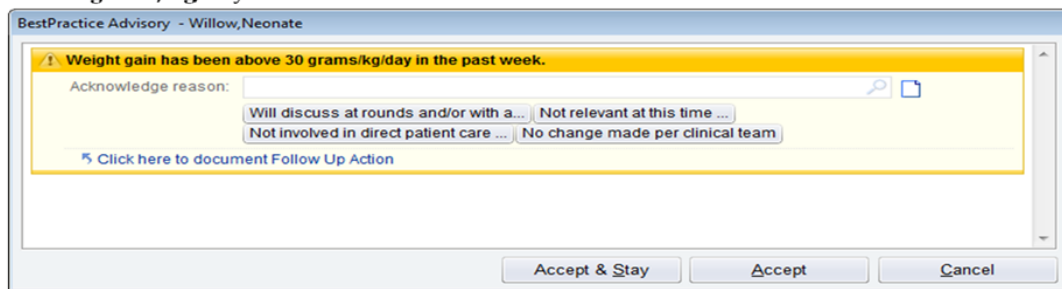 BestPractice Advisory - Willow,Neonate
Weight gain has been above 30 grams/kg/day in the past week.
Acknowledge reason:
Will discuss at rounds and/or with a... Not relevant at this time ...
Not involved in direct patient care ... No change made per clinical team
Click here to document Follow Up Action
Accept & Stay Accept Cancel